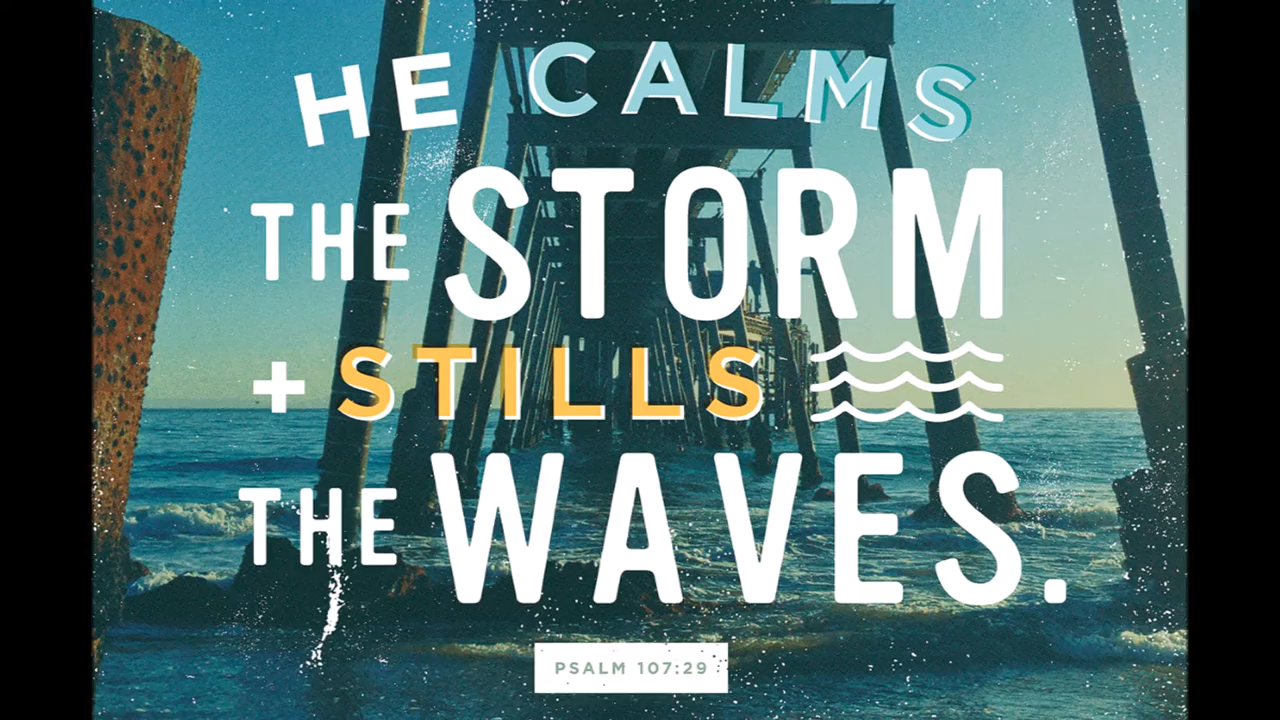 HE CALMS
THE STORM
+ STILLS
THE WAVES.
PSALM 107:29